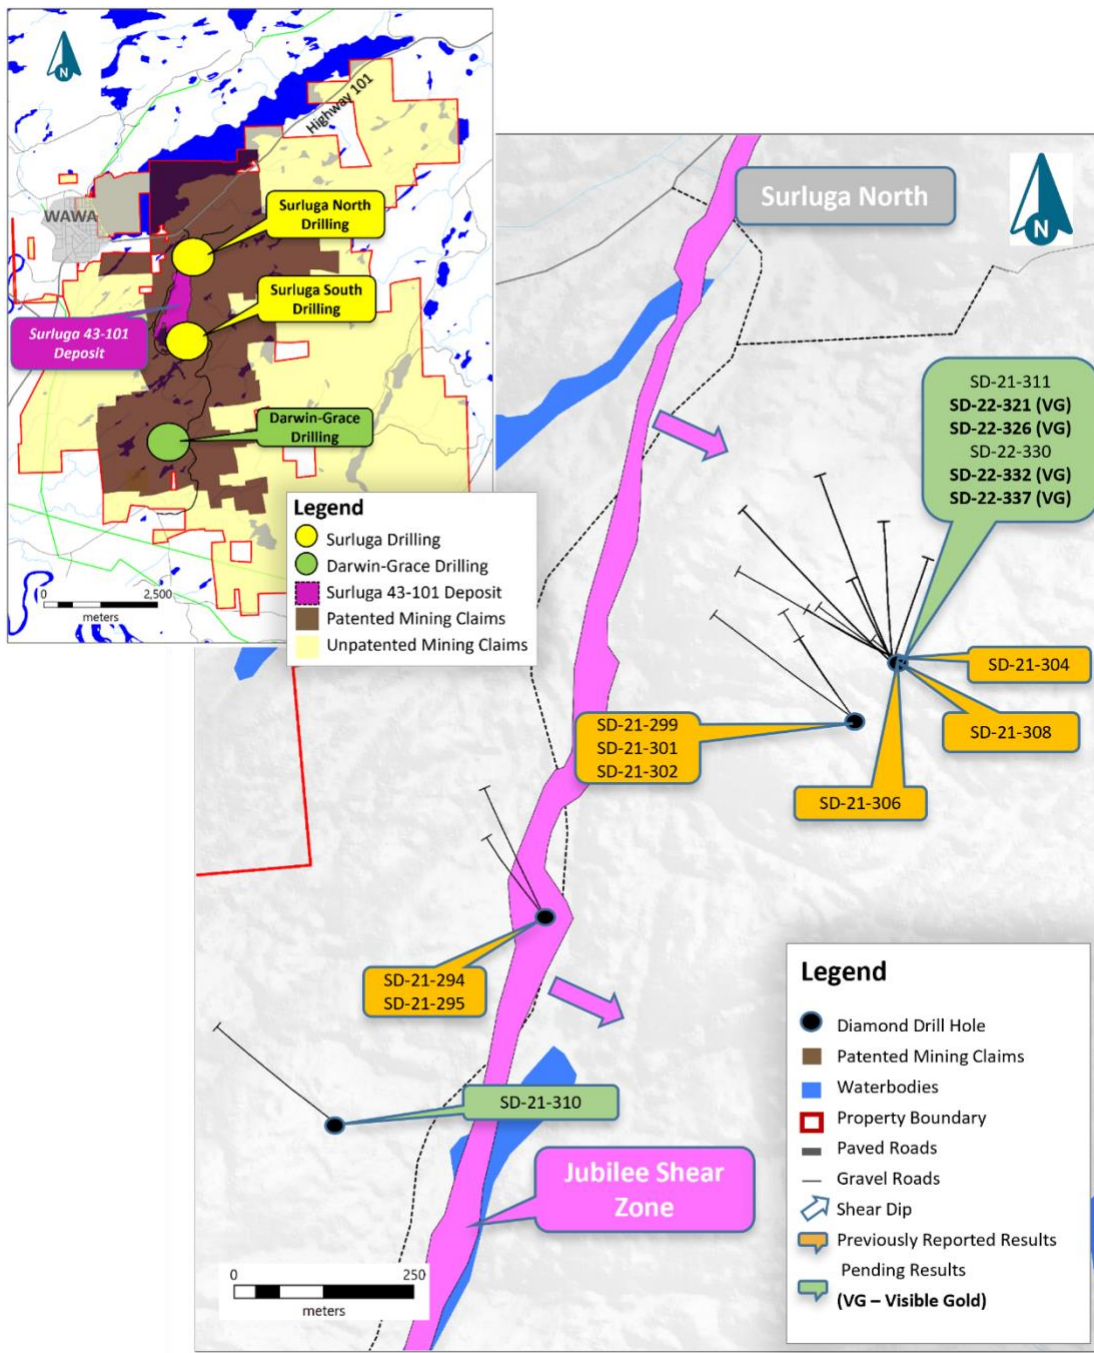 N
Highway 101
WAWA
Surluga North
Drilling
Surluga South
Drilling
Surluga 43-101
Deposit
Darwin-Grace
Drilling
0 2,500
meters
Legend
Surluga Drilling
Darwin-Grace Drilling
Surluga 43-101 Deposit
Patented Mining Claims
Unpatented Mining Claims
Surluga North
N
SD-21-311
SD-22-321 (VG)
SD-22-326 (VG)
SD-22-330
SD-22-332 (VG)
SD-22-337 (VG)
SD-21-304
SD-21-308
SD-21-306
SD-21-299
SD-21-301
SD-21-302
SD-21-294
SD-21-295
SD-21-310
Jubilee Shear
Zone
0 250
meters
Legend
Diamond Drill Hole
Patented Mining Claims
Waterbodies
Property Boundary
Paved Roads
Gravel Roads
Shear Dip
Previously Reported Results
Pending Results
(VG – Visible Gold)